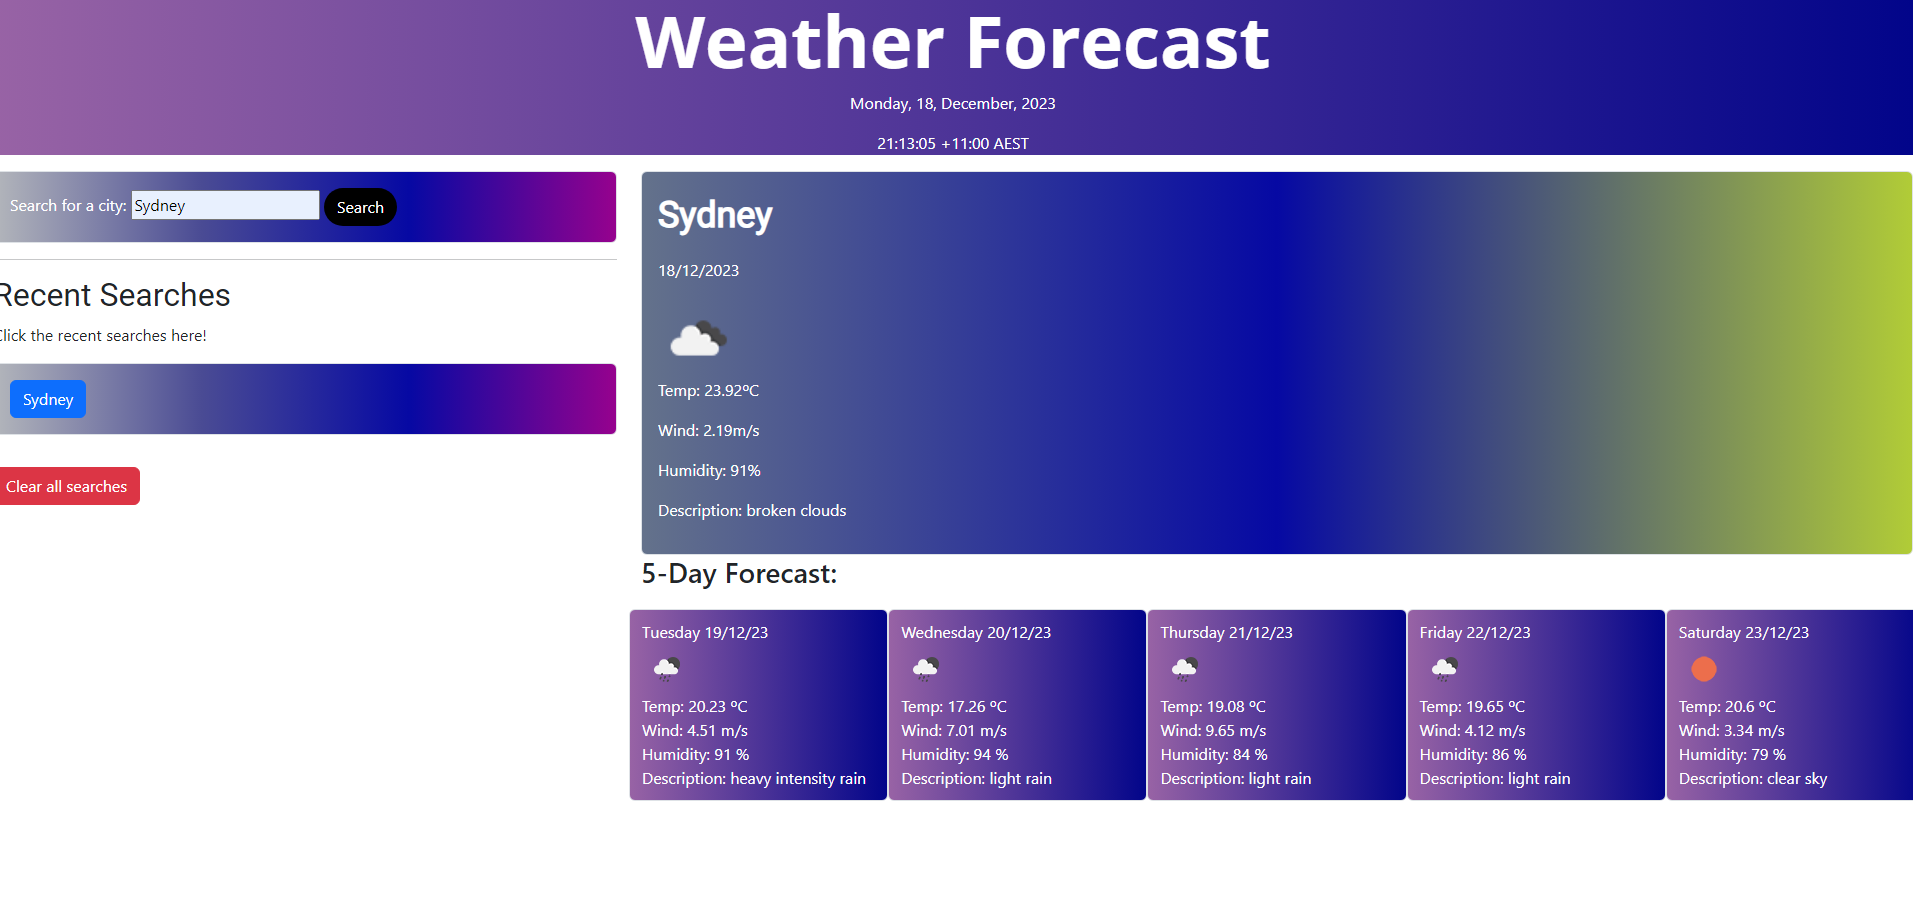 Weather Forecast
Monday, 18, December, 2023
21:13:05 +11:00 AEST
Search for a city: Sydney Search
Recent Searches
Click the recent searches here!
Sydney
Clear all searches
Sydney
18/12/2023
Temp: 23.92ºC
Wind: 2.19m/s
Humidity: 91%
Description: broken clouds
5-Day Forecast:
Tuesday 19/12/23
Temp: 20.23 ºC
Wind: 4.51 m/s
Humidity: 91 %
Description: heavy intensity rain
Wednesday 20/12/23
Temp: 17.26 ºC
Wind: 7.01 m/s
Humidity: 94 %
Description: light rain
Thursday 21/12/23
Temp: 19.08 ºC
Wind: 9.65 m/s
Humidity: 84 %
Description: light rain
Friday 22/12/23
Temp: 19.65 ºC
Wind: 4.12 m/s
Humidity: 86 %
Description: light rain
Saturday 23/12/23
Temp: 20.6 ºC
Wind: 3.34 m/s
Humidity: 79 %
Description: clear sky